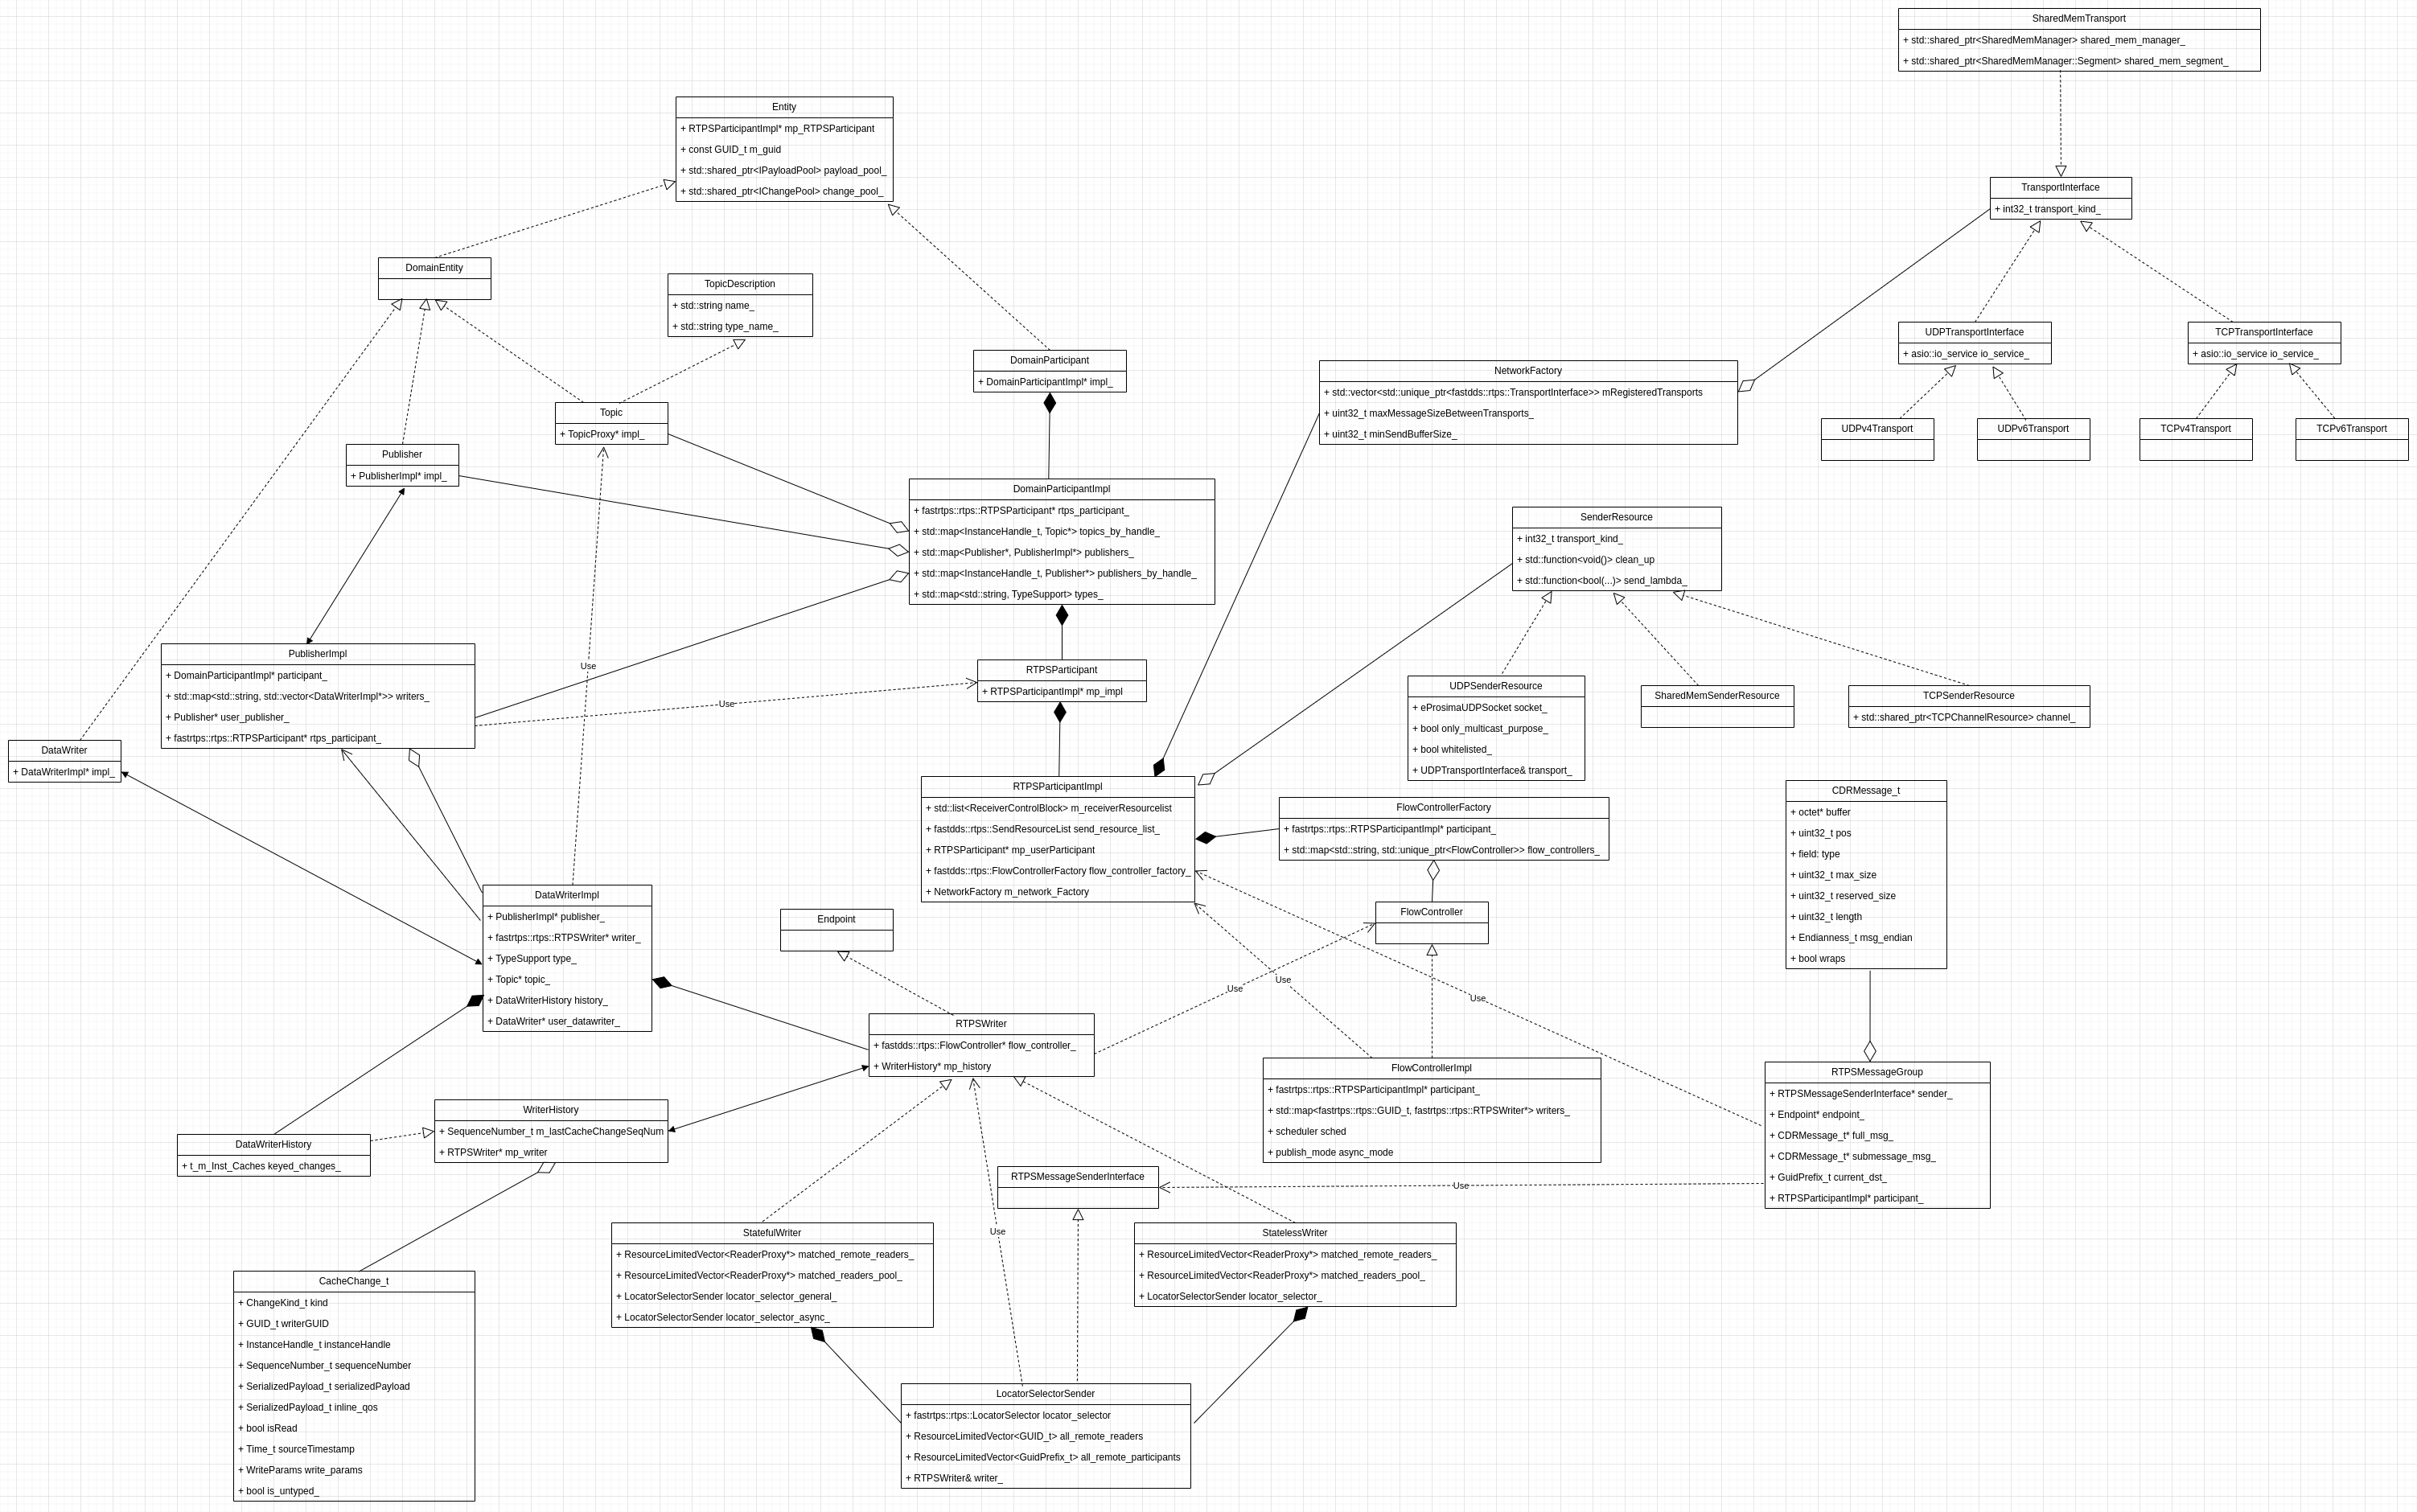 SharedMemTransport
+ std::shared_ptr<SharedMemManager> shared_mem_manager_
+ std::shared_ptr<SharedMemManager::Segment> shared_mem_segment_
Entity
+ RTPSParticipantImpl* mp_RTPSParticipant
+ const GUID_t m_guid
+ std::shared_ptr<IPayloadPool> payload_pool_
+ std::shared_ptr<IChangePool> change_pool_
TransportInterface
+ int32_t transport_kind_
DomainEntity
TopicDescription
+ std::string name_
+ std::string type_name_
UDPTransportInterface
+ asio::io_service io_service_
TCPTransportInterface
+ asio::io_service io_service_
DomainParticipant
+ DomainParticipantImpl* impl_
NetworkFactory
+ std::vector<std::unique_ptr<fastdds::rtps::TransportInterface>> mRegisteredTransports
+ uint32_t maxMessageSizeBetweenTransports_
+ uint32_t minSendBufferSize_
Topic
+ TopicProxy* impl_
UDPv4Transport
UDPv6Transport
TCPv4Transport
TCPv6Transport
Publisher
+ PublisherImpl* impl_
DomainParticipantImpl
+ fastrtps::rtps::RTPSParticipant* rtps_participant_
+ std::map<InstanceHandle_t, Topic*> topics_by_handle_
+ std::map<Publisher*, PublisherImpl*> publishers_
+ std::map<InstanceHandle_t, Publisher*> publishers_by_handle_
+ std::map<std::string, TypeSupport> types_
SenderResource
+ int32_t transport_kind_
+ std::function<void()> clean_up
+ std::function<bool(...)> send_lambda_
PublisherImpl
+ DomainParticipantImpl* participant_
+ std::map<std::string, std::vector<DataWriterImpl*>> writers_
+ Publisher* user_publisher_
+ fastrtps::rtps::RTPSParticipant* rtps_participant_
Use
Use
RTPSParticipant
+ RTPSParticipantImpl* mp_impl
UDPSenderResource
+ eProsimaUDPSocket socket_
+ bool only_multicast_purpose_
+ bool whitelisted_
+ UDPTransportInterface& transport_
SharedMemSenderResource
TCPSenderResource
+ std::shared_ptr<TCPChannelResource> channel_
DataWriter
+ DataWriterImpl* impl_
RTPSParticipantImpl
+ std::list<ReceiverControlBlock> m_receiverResourcelist
+ fastdds::rtps::SendResourceList send_resource_list_
+ RTPSParticipant* mp_userParticipant
+ fastdds::rtps::FlowControllerFactory flow_controller_factory_
+ NetworkFactory m_network_Factory
FlowControllerFactory
+ fastrtps::rtps::RTPSParticipantImpl* participant_
+ std::map<std::string, std::unique_ptr<FlowController>> flow_controllers_
CDRMessage_t
+ octet* buffer
+ uint32_t pos
+ field: type
+ uint32_t max_size
+ uint32_t reserved_size
+ uint32_t length
+ Endianness_t msg_endian
+ bool wraps
DataWriterImpl
+ PublisherImpl* publisher_
+ fastrtps::rtps::RTPSWriter* writer_
+ TypeSupport type_
+ Topic* topic_
+ DataWriterHistory history_
+ DataWriter* user_datawriter_
Endpoint
FlowController
Use
Use
Use
RTPSWriter
+ fastdds::rtps::FlowController* flow_controller_
+ WriterHistory* mp_history
FlowControllerImpl
+ fastrtps::rtps::RTPSParticipantImpl* participant_
+ std::map<fastrtps::rtps::GUID_t, fastrtps::rtps::RTPSWriter*> writers_
+ scheduler sched
+ publish_mode async_mode
RTPSMessageGroup
+ RTPSMessageSenderInterface* sender_
+ Endpoint* endpoint_
+ CDRMessage_t* full_msg_
+ CDRMessage_t* submessage_msg_
+ GuidPrefix_t current_dst_
+ RTPSParticipantImpl* participant_
WriterHistory
+ SequenceNumber_t m_lastCacheChangeSeqNum
+ RTPSWriter* mp_writer
DataWriterHistory
+ t_m_Inst_Caches keyed_changes_
RTPSMessageSenderInterface
Use
Use
StatefulWriter
+ ResourceLimitedVector<ReaderProxy*> matched_remote_readers_
+ ResourceLimitedVector<ReaderProxy*> matched_readers_pool_
+ LocatorSelectorSender locator_selector_general_
+ LocatorSelectorSender locator_selector_async_
StatelessWriter
+ ResourceLimitedVector<ReaderProxy*> matched_remote_readers_
+ ResourceLimitedVector<ReaderProxy*> matched_readers_pool_
+ LocatorSelectorSender locator_selector_
CacheChange_t
+ ChangeKind_t kind
+ GUID_t writerGUID
+ InstanceHandle_t instanceHandle
+ SequenceNumber_t sequenceNumber
+ SerializedPayload_t serializedPayload
+ SerializedPayload_t inline_qos
+ bool isRead
+ Time_t sourceTimestamp
+ WriteParams write_params
+ bool is_untyped_
LocatorSelectorSender
+ fastrtps::rtps::LocatorSelector locator_selector
+ ResourceLimitedVector<GUID_t> all_remote_readers
+ ResourceLimitedVector<GuidPrefix_t> all_remote_participants
+ RTPSWriter& writer_